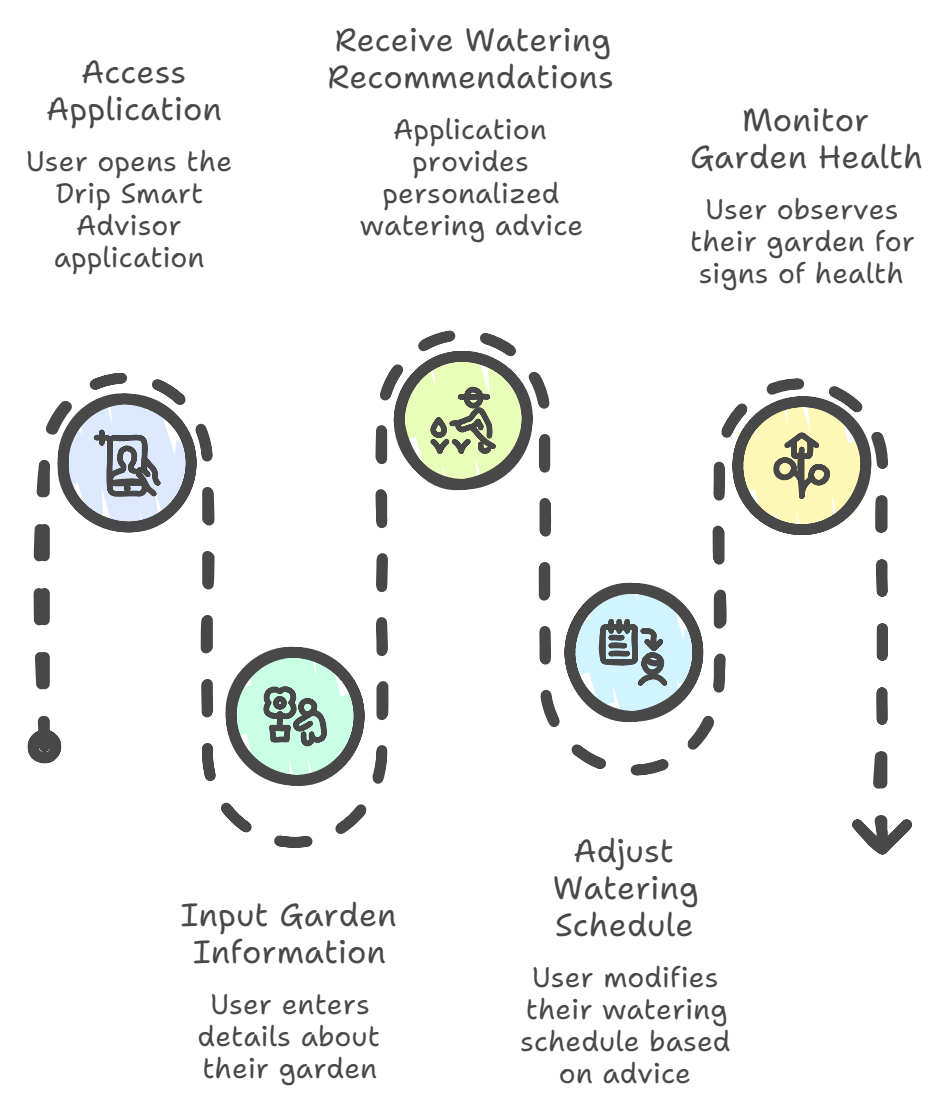 Access
Application
User opens the
Drip Smart
Advisor
application
Input Garden
Information
User enters
details about
their garden
Receive Watering
Recommendations
Application
provides
personalized
watering advice
Adjust
Watering
Schedule
User modifies
their watering
schedule based
on advice
Monitor
Garden Health
User observes
their garden for
signs of health